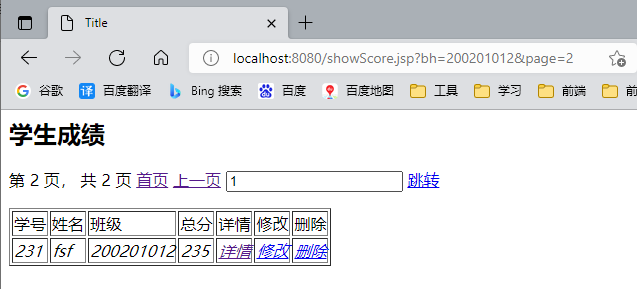 Title
localhost:8080/showScore.jsp?bh=200201012&page=2
谷歌 百度翻译 Bing 搜索 百度 百度地图 工具 学习 前端 前
学生成绩
第 2 页， 共 2 页 首页 上一页 1 跳转
学号 姓名 班级 总分 详情 修改 删除
231 fsf 200201012 235 详情 修改 删除